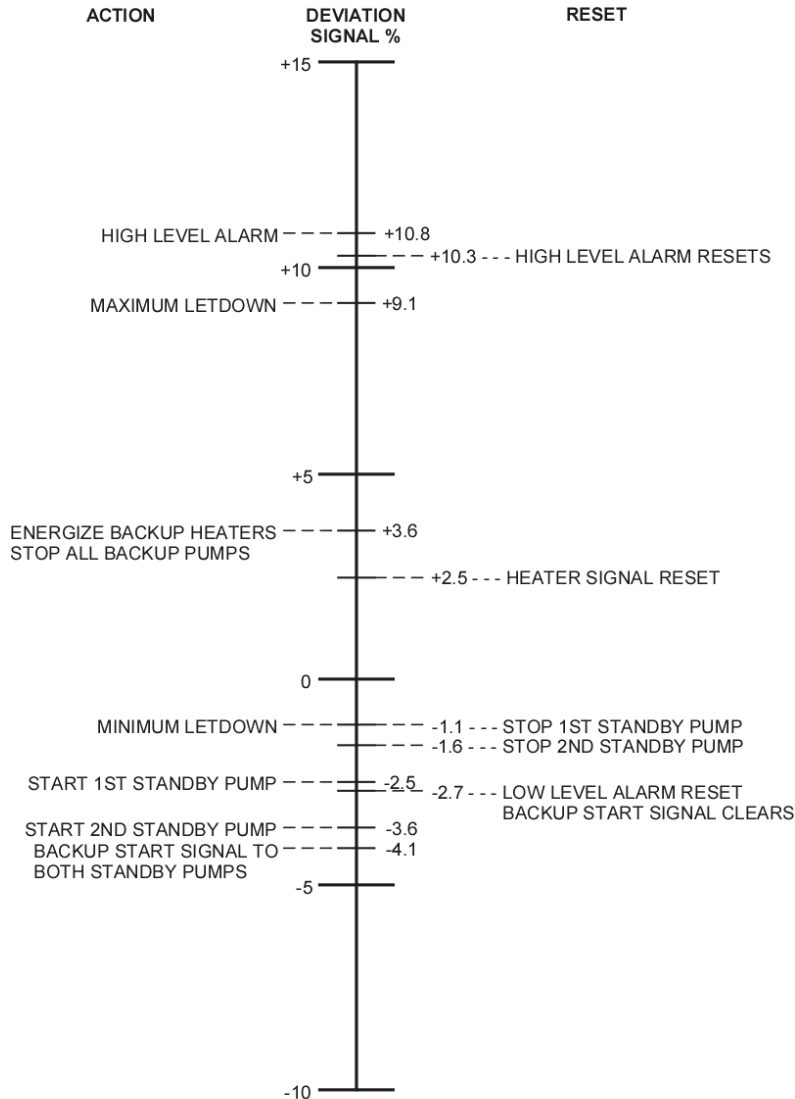 ACTION
DEVIATION
SIGNAL %
RESET
+15
HIGH LEVEL ALARM
+10.8
+10.3 - - - HIGH LEVEL ALARM RESETS
+10
MAXIMUM LETDOWN
+9.1
+5
ENERGIZE BACKUP HEATERS
STOP ALL BACKUP PUMPS
+3.6
+2.5 - - - HEATER SIGNAL RESET
0
MINIMUM LETDOWN
-1.1 - - - STOP 1ST STANDBY PUMP
-1.6 - - - STOP 2ND STANDBY PUMP
START 1ST STANDBY PUMP
-2.5
-2.7 - - - LOW LEVEL ALARM RESET
BACKUP START SIGNAL CLEARS
START 2ND STANDBY PUMP
-3.6
BACKUP START SIGNAL TO
BOTH STANDBY PUMPS
-4.1
-5
-10